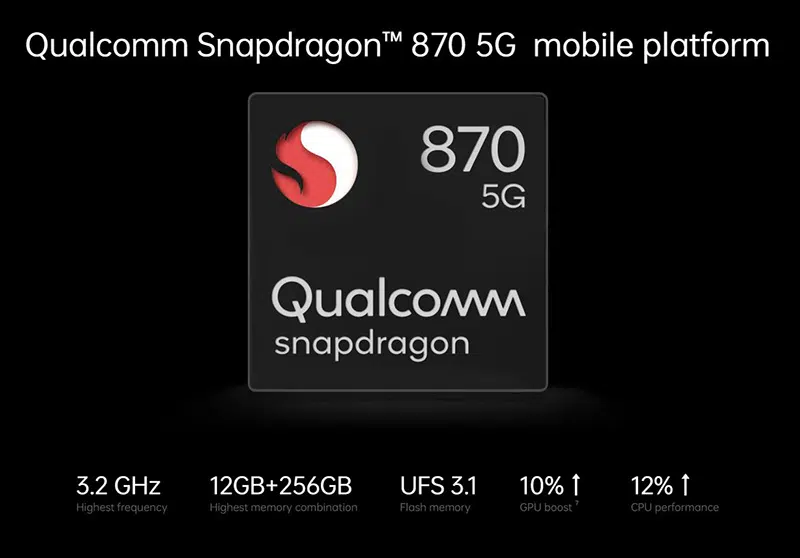 Qualcomm Snapdragon™ 870 5G mobile platform
870
5G
Qualcomm
snapdragon
3.2 GHz 12GB+256GB UFS 3.1 10% ↑ 12% ↑
Highest frequency Highest memory combination Flash memory GPU boost ⁷ CPU performance